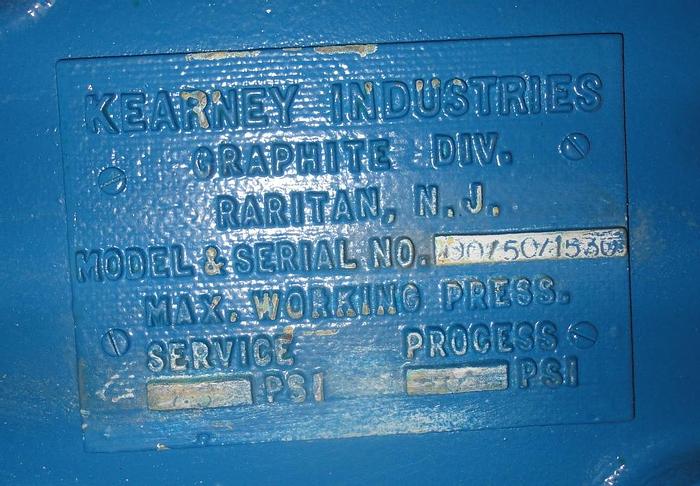 KEARNEY INDUSTRIES
GRAPHITE DIV.
RARITAN, N.J.
MODEL & SERIAL NO.
MAX. WORKING PRESS.
SERVICE PROCESS
PSI PSI